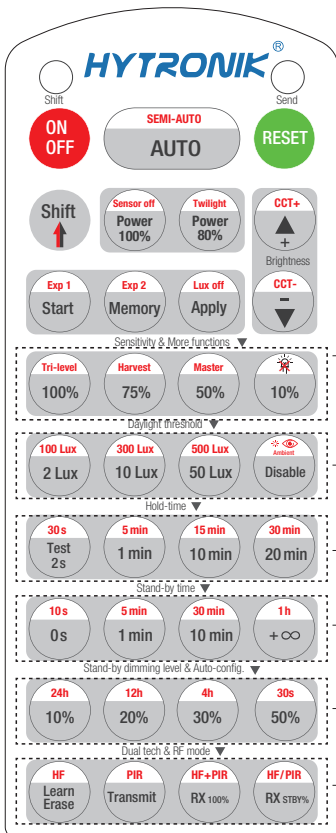 HYTRONIK®
Shift
Send
ON
OFF
SEMI-AUTO
AUTO
RESET
Shift
Sensor off
Power
100%
Twilight
Power
80%
CCT+
+
Brightness
CCT-
-
Exp 1
Start
Exp 2
Memory
Lux off
Apply
Sensitivity & More functions ▼
Tri-level
100%
Harvest
75%
Master
50%
10%
Daylight threshold ▼
100 Lux
2 Lux
300 Lux
10 Lux
500 Lux
50 Lux
Ambient
Disable
Hold-time ▼
30s
Test
2s
5 min
1 min
15 min
10 min
30 min
20 min
Stand-by time ▼
10s
0s
5 min
1 min
30 min
10 min
1h
+∞
Stand-by dimming level & Auto-config. ▼
24h
10%
12h
20%
4h
30%
30s
50%
Dual tech & RF mode ▼
HF
Learn
Erase
PIR
Transmit
HF+PIR
RX 100%
HF/PIR
RX STBY%